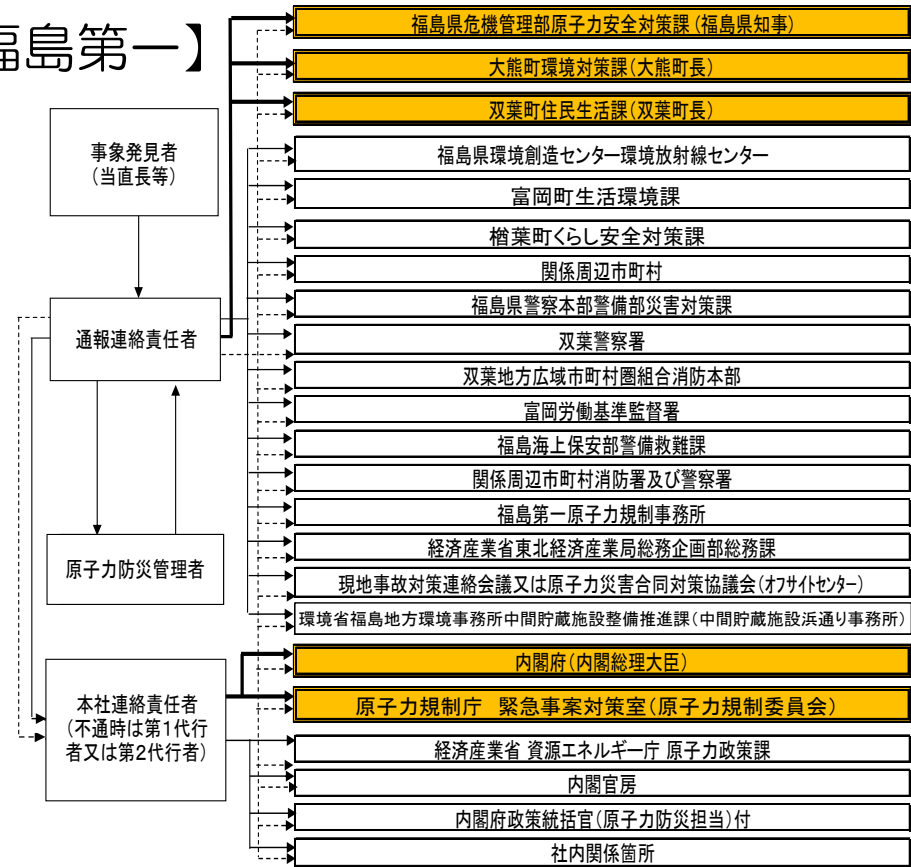 福島第一】
事象発見者
(当直長等)
通報連絡責任者
原子力防災管理者
本社連絡責任者
(不通時は第1代行
者又は第2代行者)
福島県危機管理部原子力安全対策課(福島県知事)
大熊町環境対策課(大熊町長)
双葉町住民生活課(双葉町長)
福島県環境創造センター環境放射線センター
富岡町生活環境課
楢葉町くらし安全対策課
関係周辺市町村
福島県警察本部警備部災害対策課
双葉警察署
双葉地方広域市町村圏組合消防本部
富岡労働基準監督署
福島海上保安部警備救難課
関係周辺市町村消防署及び警察署
福島第一原子力規制事務所
経済産業省東北経済産業局総務企画部総務課
現地事故対策連絡会議又は原子力災害合同対策協議会(オフサイトセンター)
環境省福島地方環境事務所中間貯蔵施設整備推進課(中間貯蔵施設浜通り事務所)
内閣府(内閣総理大臣)
原子力規制庁 緊急事案対策室(原子力規制委員会)
経済産業省 資源エネルギー庁 原子力政策課
内閣官房
内閣府政策統括官(原子力防災担当)付
社内関係箇所